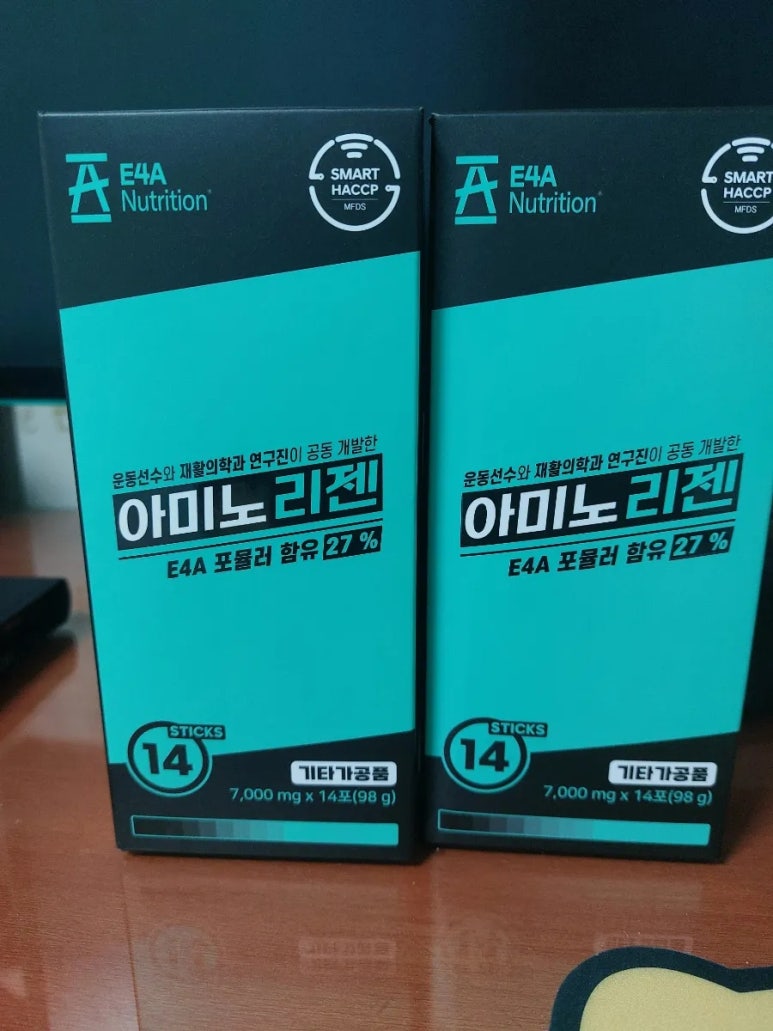 E4A
Nutrition
SMART
HACCP
MFDS
운동선수와 재활의학과 연구진이 공동 개발한
아미노 리젠
E4A 포뮬러 함유 27 %
14 STICKS
기타가공품
7,000 mg x 14포(98 g)
E4A
Nutrition
SMART
HACCP
MFDS
운동선수와 재활의학과 연구진이 공동 개발한
아미노 리젠
E4A 포뮬러 함유 27 %
14 STICKS
기타가공품
7,000 mg x 14포(98 g)